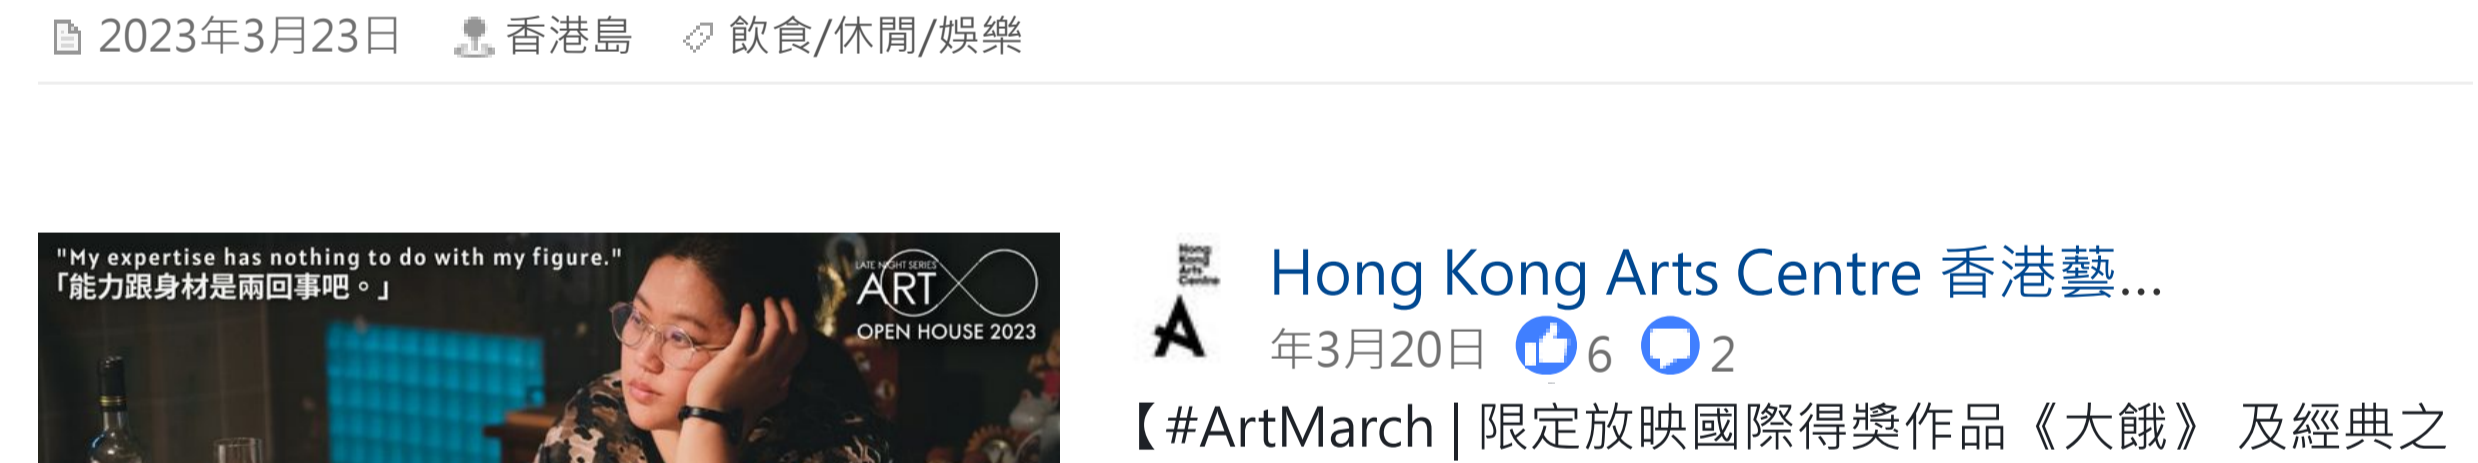 2023年3月23日 香港島 飲食/休閒/娛樂
"My expertise has nothing to do with my figure."
「能力跟身材是兩回事吧。」
LATE NIGHT SERIES
ART
OPEN HOUSE 2023
Hong
Kong
Arts
Centre
Hong Kong Arts Centre 香港藝...
年3月20日 6 2
【#ArtMarch | 限定放映國際得獎作品《大餓》 及經典之